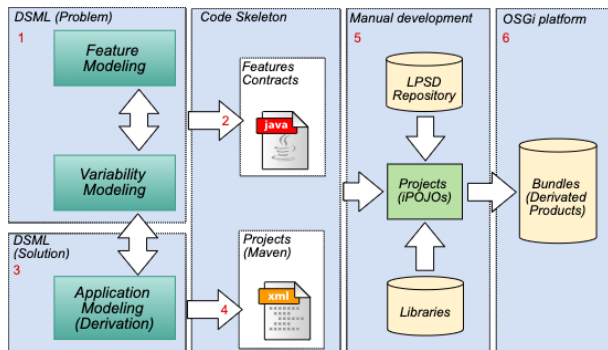 DSML (Problem)
1
Feature
Modeling
Variability
Modeling
DSML
(Solution)
3
Application
Modeling
(Derivation)
Code Skeleton
Features
Contracts
2
java
Projects
(Maven)
4
xml
Manual development
5
LPSD
Repository
Projects
(iPOJOs)
Libraries
OSGi platform
6
Bundles
(Derivated
Products)